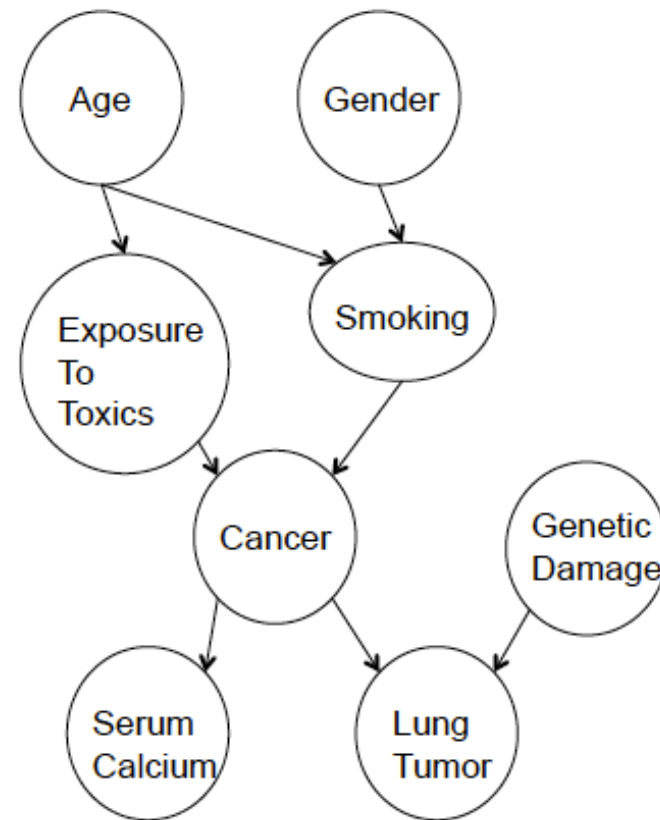 Age
Gender
Exposure
To
Toxics
Smoking
Cancer
Genetic
Damage
Serum
Calcium
Lung
Tumor